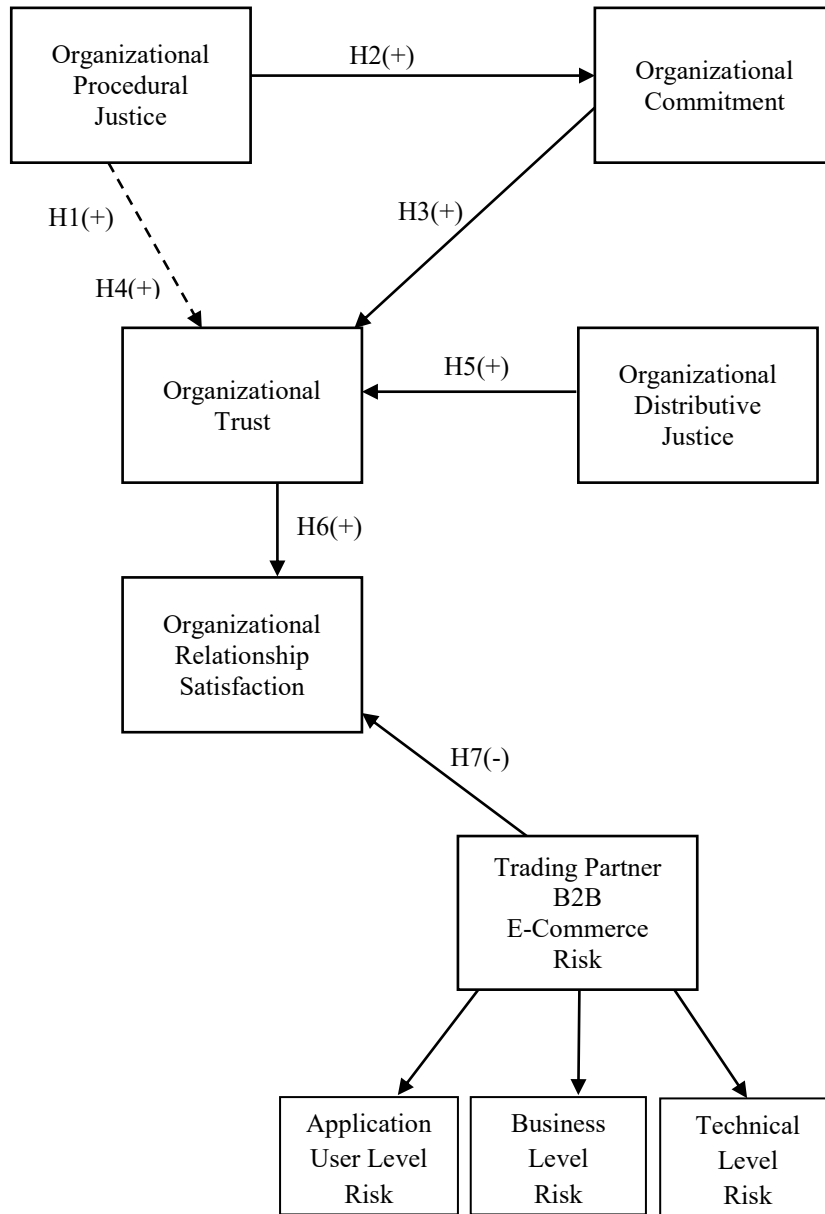 Organizational
Procedural
Justice
H2(+)
Organizational
Commitment
H1(+)
H3(+)
H4(+)
Organizational
Trust
H5(+)
Organizational
Distributive
Justice
H6(+)
Organizational
Relationship
Satisfaction
H7(-)
Trading Partner
B2B
E-Commerce
Risk
Application
User Level
Risk
Business
Level
Risk
Technical
Level
Risk